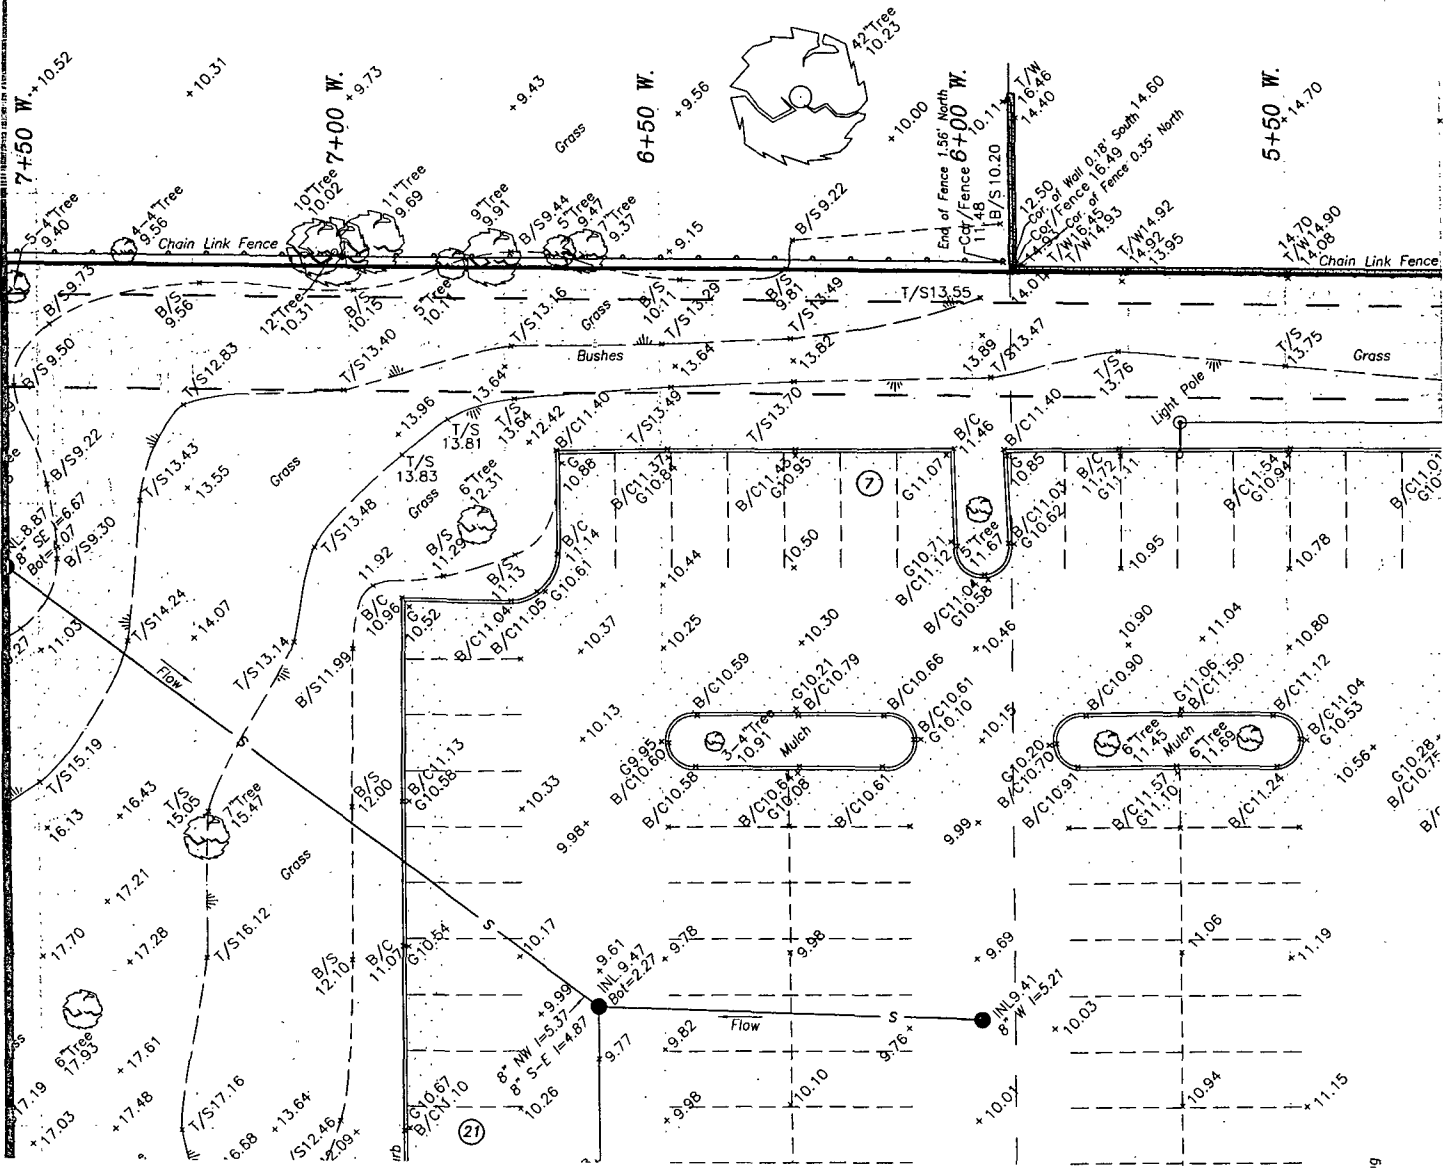 7+50 W.
10.52
10.31
7+00 W.
9.73
9.43
Grass
6+50 W.
9.56
42"Tree
10.23
10.00
End of Fence 1.56' North
6+00 W.
10.11
T/W
16.46
14.40
5+50 W.
14.70
5-4"Tree
9.40
4-4"Tree
9.56
Chain Link Fence
10"Tree
10.02
11"Tree
9.69
9"Tree
9.91
B/S9.44
5"Tree
9.47
7"Tree
9.37
9.15
B/S9.22
Cor/Fence
11.48
B/S10.20
12.50
Cor. of Wall 0.18' South 14.60
Cor/Fence 16.49
14.93 Cor. of Fence 0.35' North
T/W16.45
T/W14.93
T/W14.92
14.92
13.95
14.70
T/W14.90
14.08
Chain Link Fence
B/S9.73
B/S
9.56
12"Tree
10.31
B/S
10.15
5"Tree
10.11
T/S13.16
Grass
B/S
10.11
T/S13.29
B/S
9.81
T/S13.49
T/S13.55
14.01
B/S9.50
T/S12.83
T/S13.40
Bushes
13.64
13.82
13.89
T/S13.47
T/S
13.76
T/S
13.75
Grass
Light Pole
13.96
13.64
T/S
13.81
T/S
13.64
12.42
B/C11.40
T/S13.49
T/S13.70
B/C
11.46
B/C11.40
B/S9.22
T/S13.43
13.55
Grass
T/S
13.83
Grass
6"Tree
12.31
G
10.88
B/C11.37
G10.84
B/C11.43
G10.95
7
G11.07
G
10.85
B/C
11.72
G11.11
B/C11.54
G10.94
B/C11.01
INL.8.87
8" SE I=6.67
Bot=4.07
B/S9.30
T/S13.48
11.92
B/S
11.29
B/S
11.13
B/C
11.14
G10.61
10.44
10.50
G10.71
B/C11.12
5"Tree
11.67
B/C11.03
G10.62
10.95
10.78
11.03
T/S14.24
14.07
B/C
10.96
G
10.52
B/C11.04
B/C11.05
10.37
10.25
10.30
B/C11.04
G10.58
10.46
10.90
11.04
10.80
Flow
T/S13.14
B/S11.99
B/C10.59
G10.21
B/C10.79
B/C10.66
B/C10.61
G10.10
10.15
B/C10.90
G11.06
B/C11.50
B/C11.12
B/C11.04
G10.53
S
10.13
G9.95
B/C10.60
3-4"Tree
10.91
Mulch
G10.20
B/C10.70
6"Tree
11.45
Mulch
6"Tree
11.69
10.56
G10.28
B/C10.75
T/S15.19
16.13
16.43
T/S
15.05
7"Tree
15.47
B/S
12.00
B/C11.13
G10.58
10.33
B/C10.58
B/C10.64
G10.08
B/C10.61
B/C10.91
B/C11.57
G11.10
B/C11.24
9.98
9.99
17.21
Grass
17.70
17.28
T/S16.12
B/S
12.10
B/C
11.07
G10.54
S
10.17
9.61
INL.9.47
Bot=2.27
9.78
9.98
9.69
11.06
11.19
9.99
8" NW I=5.37
8" S-E I=4.87
Flow
S
INL9.41
8" W I=5.21
6"Tree
17.93
17.61
9.77
9.82
9.76
10.03
17.19
17.03
17.48
T/S17.16
13.64
G10.67
B/C11.10
10.26
21
9.98
10.10
10.01
10.94
11.15
16.68
12.46